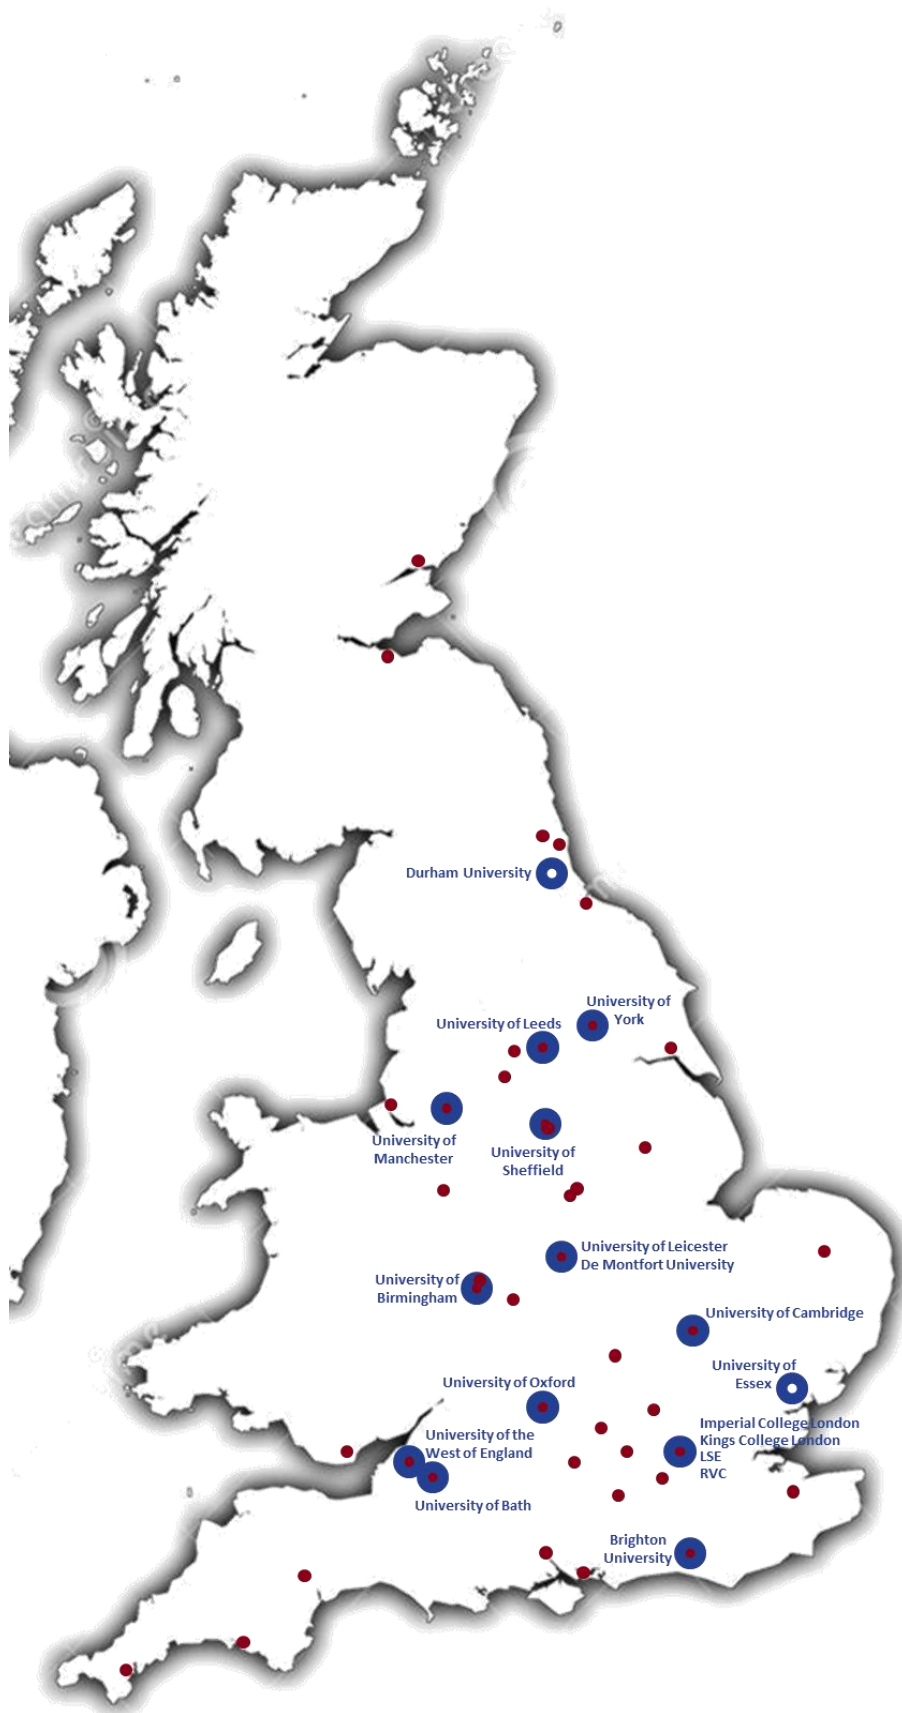 Durham University
University of
York
University of Leeds
University of
Manchester
University of
Sheffield
University of Leicester
De Montfort University
University of
Birmingham
University of Cambridge
University of
Essex
University of Oxford
Imperial College London
Kings College London
LSE
RVC
University of the
West of England
University of Bath
Brighton
University